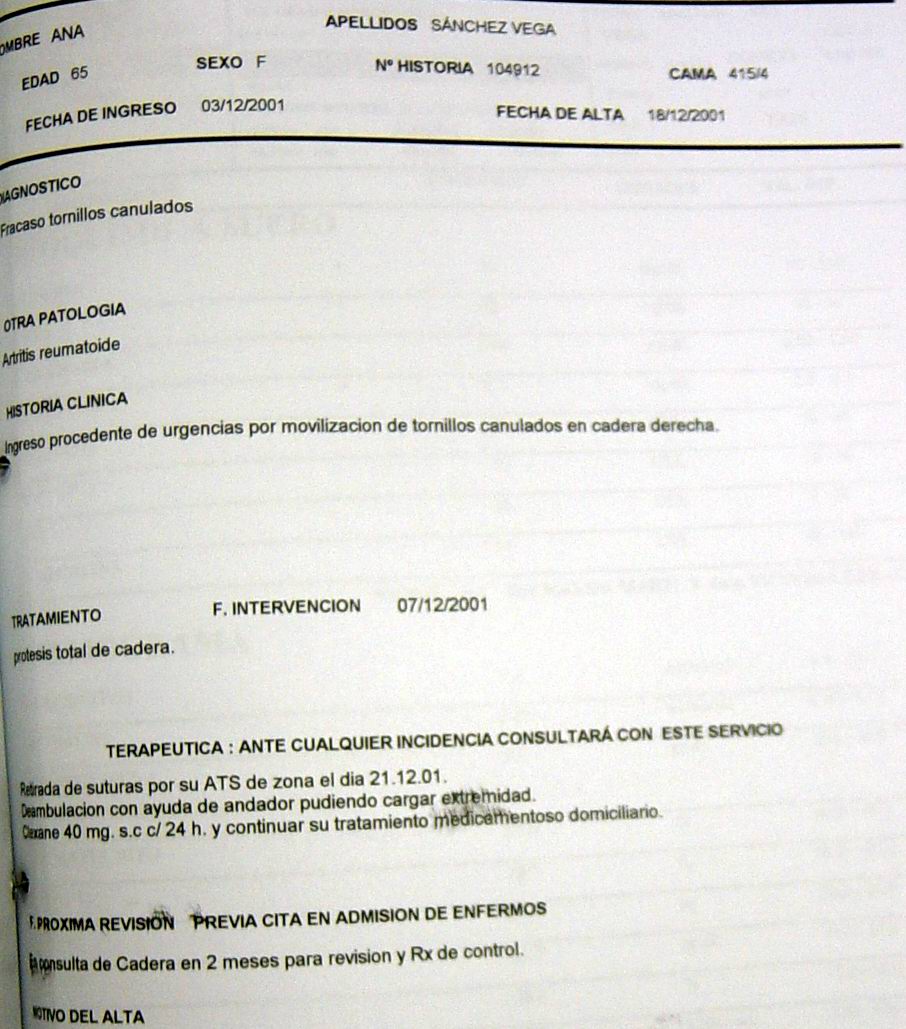 NOMBRE ANA APELLIDOS SÁNCHEZ VEGA
EDAD 65 SEXO F Nº HISTORIA 104912 CAMA 415/4
FECHA DE INGRESO 03/12/2001 FECHA DE ALTA 18/12/2001
DIAGNOSTICO
Fracaso tornillos canulados
OTRA PATOLOGIA
Artritis reumatoide
HISTORIA CLINICA
Ingreso procedente de urgencias por movilizacion de tornillos canulados en cadera derecha.
TRATAMIENTO F. INTERVENCION 07/12/2001
protesis total de cadera.
TERAPEUTICA : ANTE CUALQUIER INCIDENCIA CONSULTARÁ CON ESTE SERVICIO
Retirada de suturas por su ATS de zona el dia 21.12.01.
Deambulacion con ayuda de andador pudiendo cargar extremidad.
Clexane 40 mg. s.c c/ 24 h. y continuar su tratamiento medicamentoso domiciliario.
F. PROXIMA REVISIÓN PREVIA CITA EN ADMISION DE ENFERMOS
En consulta de Cadera en 2 meses para revision y Rx de control.
MOTIVO DEL ALTA